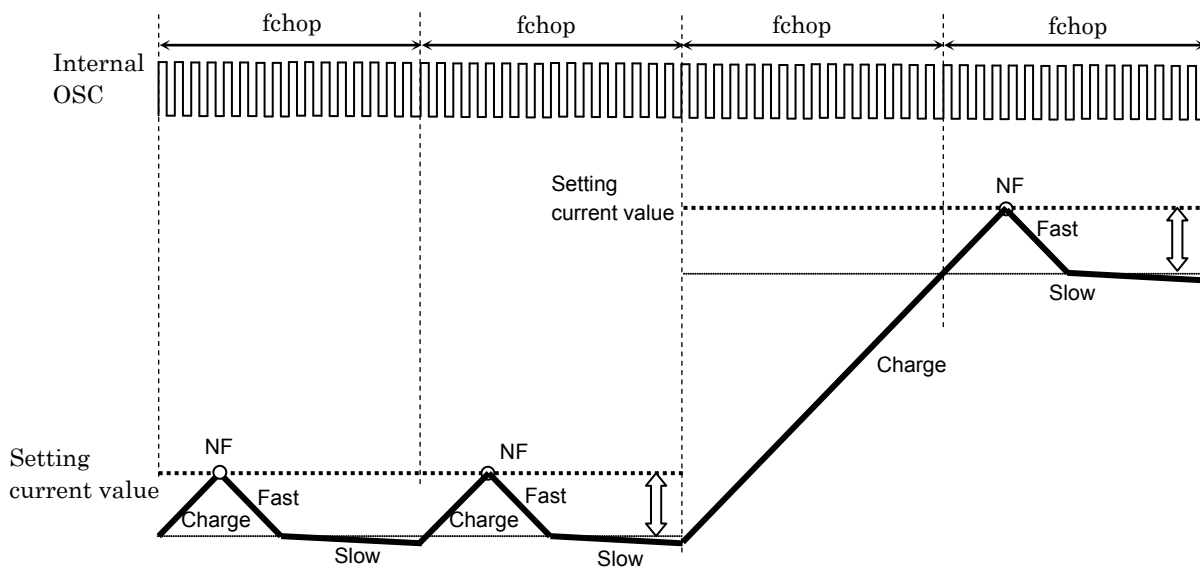 fchop fchop fchop fchop
Internal
OSC
Setting
current value
NF
Fast
Slow
Charge
Setting
current value
NF
Fast
Charge
Slow
NF
Fast
Charge
Slow